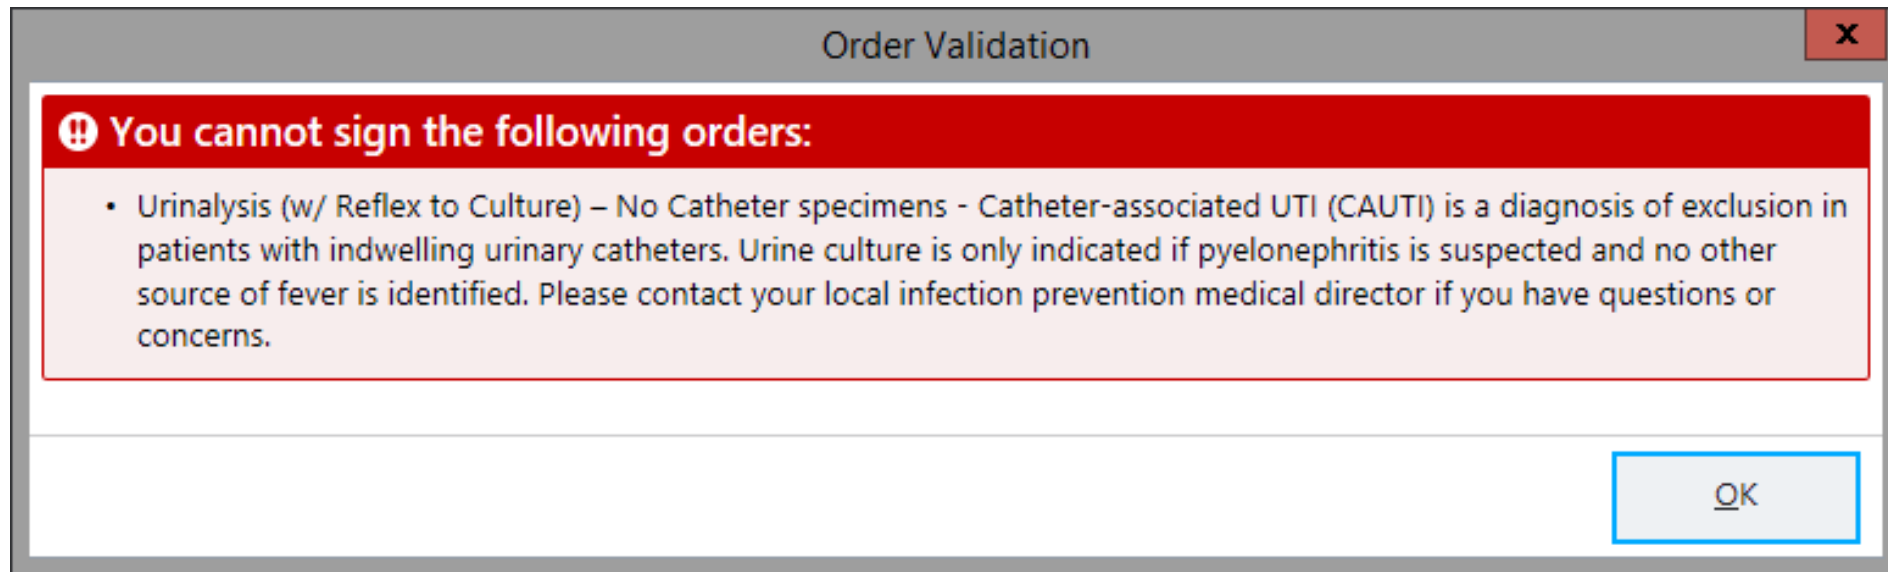 Order Validation
x
You cannot sign the following orders:
• Urinalysis (w/ Reflex to Culture) – No Catheter specimens - Catheter-associated UTI (CAUTI) is a diagnosis of exclusion in
patients with indwelling urinary catheters. Urine culture is only indicated if pyelonephritis is suspected and no other
source of fever is identified. Please contact your local infection prevention medical director if you have questions or
concerns.
OK